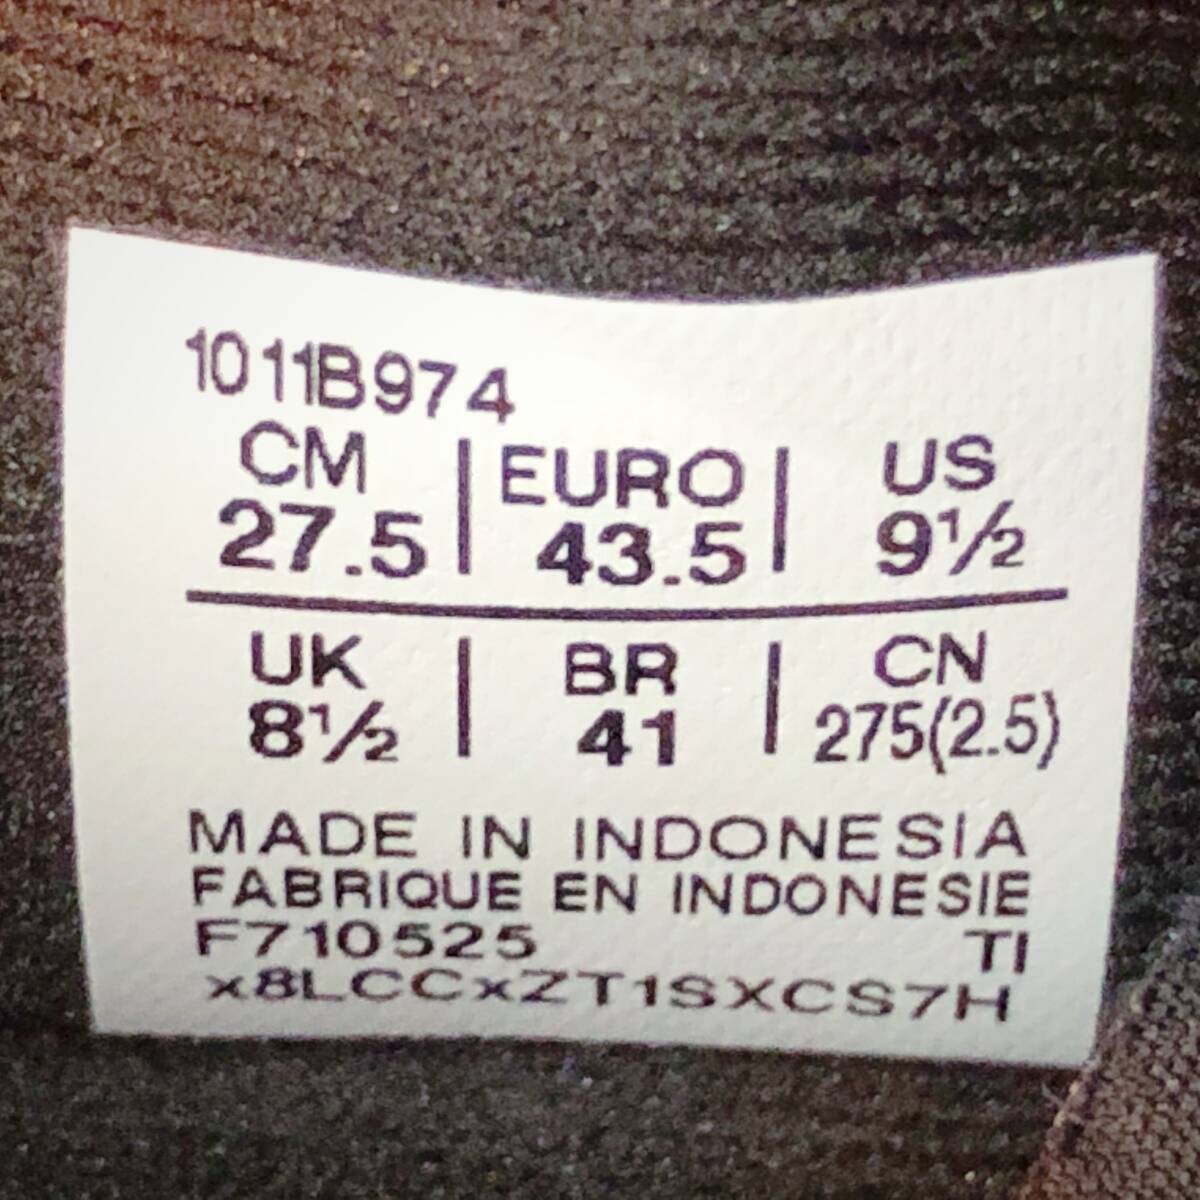 1011B974
CM | EURO | US
27.5 | 43.5 | 9½
UK | BR | CN
8½ | 41 | 275(2.5)
MADE IN INDONESIA
FABRIQUE EN INDONESIE
F710525 TI
x8LCCxZT1SXCS7H